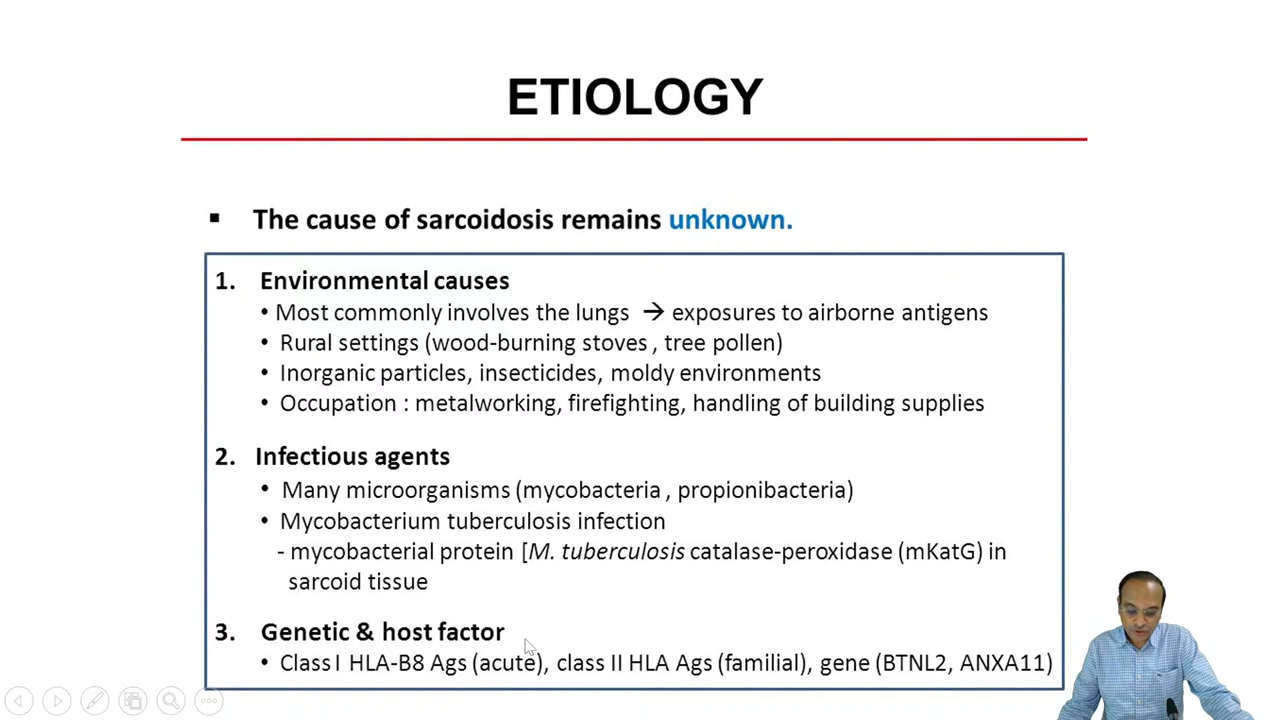 ETIOLOGY
▪ The cause of sarcoidosis remains unknown.
1. Environmental causes
• Most commonly involves the lungs → exposures to airborne antigens
• Rural settings (wood-burning stoves , tree pollen)
• Inorganic particles, insecticides, moldy environments
• Occupation : metalworking, firefighting, handling of building supplies
2. Infectious agents
• Many microorganisms (mycobacteria , propionibacteria)
• Mycobacterium tuberculosis infection
- mycobacterial protein [M. tuberculosis catalase-peroxidase (mKatG) in
sarcoid tissue
3. Genetic & host factor
• Class I HLA-B8 Ags (acute), class II HLA Ags (familial), gene (BTNL2, ANXA11)